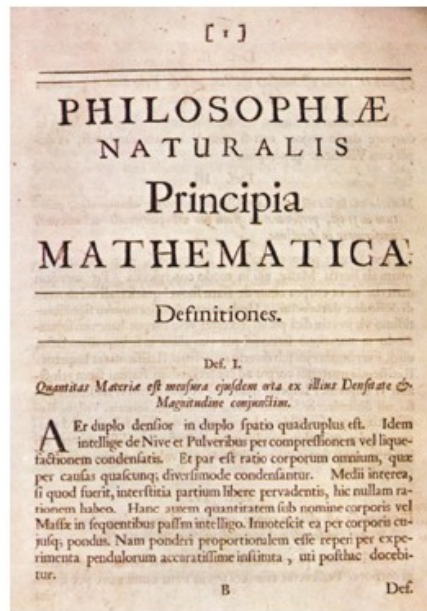 [ 1 ]
PHILOSOPHIÆ
NATURALIS
Principia
MATHEMATICA.
Definitiones.
Def. I.
Quantitas Materiæ eſt menſura ejuſdem orta ex illius Denſitate &
Magnitudine conjunctim.
AEr duplo denſior in duplo ſpatio quadruplus eſt. Idem
intellige de Nive et Pulveribus per compreſſionem vel lique-
factionem condenſatis. Et par eſt ratio corporum omnium, quæ
per cauſas quaſcunq; diverſimode condenſantur. Medii interea,
ſi quod fuerit, interſtitia partium libere pervadentis, hic nullam ra-
tionem habeo. Hanc autem quantitatem ſub nomine corporis vel
Maſſæ in ſequentibus paſſim intelligo. Innoteſcit ea per corporis cu-
juſq; pondus. Nam ponderi proportionalem eſſe reperi per expe-
rimenta pendulorum accuratiſſime inſtituta, uti poſthac docebi-
tur.
B
Def.